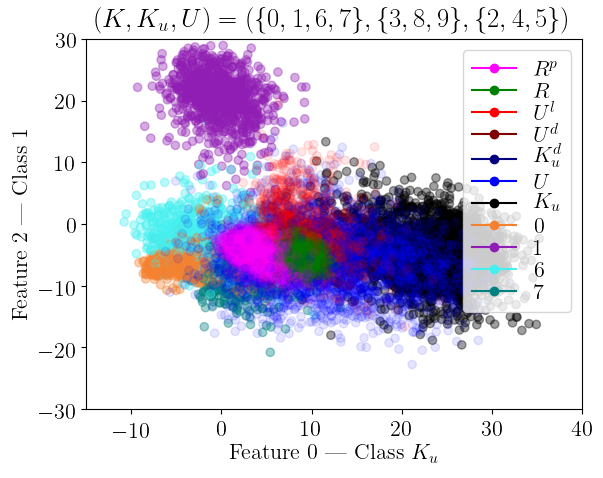 (K, K_u, U) = ({0, 1, 6, 7}, {3, 8, 9}, {2, 4, 5})
30
20
10
0
−10
−20
−30
Feature 2 — Class 1
−10 0 10 20 30 40
Feature 0 — Class K_u
R^p
R
U^l
U^d
K_u^d
U
K_u
0
1
6
7